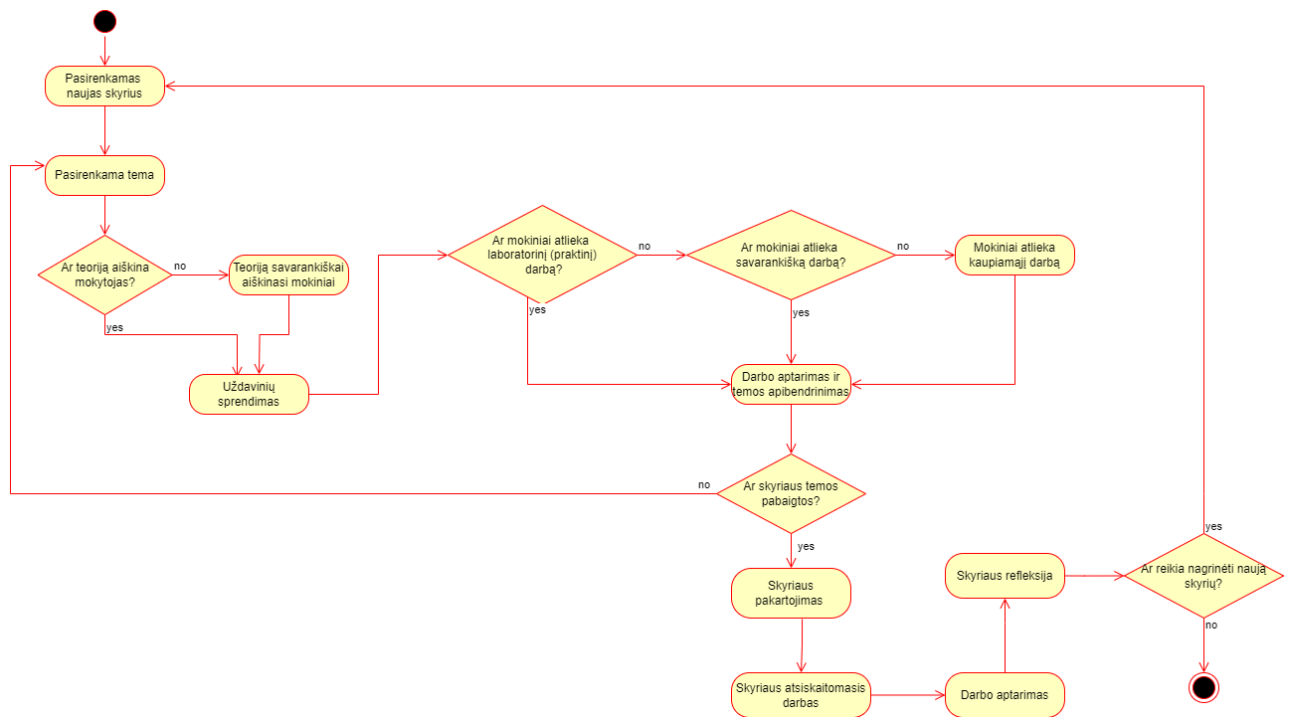 Pasirenkamas
naujas skyrius
Pasirenkama tema
Ar teoriją aiškina
mokytojas?
no
yes
Teoriją savarankiškai
aiškinasi mokiniai
Uždavinių
sprendimas
Ar mokiniai atlieka
laboratorinį (praktinį)
darbą?
no
yes
Ar mokiniai atlieka
savarankišką darbą?
no
yes
Mokiniai atlieka
kaupiamąjį darbą
Darbo aptarimas ir
temos apibendrinimas
Ar skyriaus temos
pabaigtos?
no
yes
Skyriaus
pakartojimas
Skyriaus atsiskaitomasis
darbas
Darbo aptarimas
Skyriaus refleksija
Ar reikia nagrinėti naują
skyrių?
yes
no